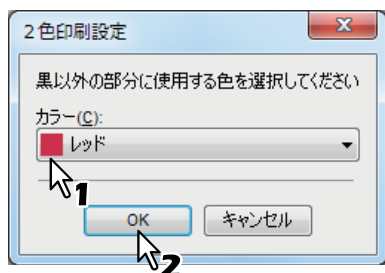 2色印刷設定
黒以外の部分に使用する色を選択してください
カラー(C):
レッド
1
OK
キャンセル
2